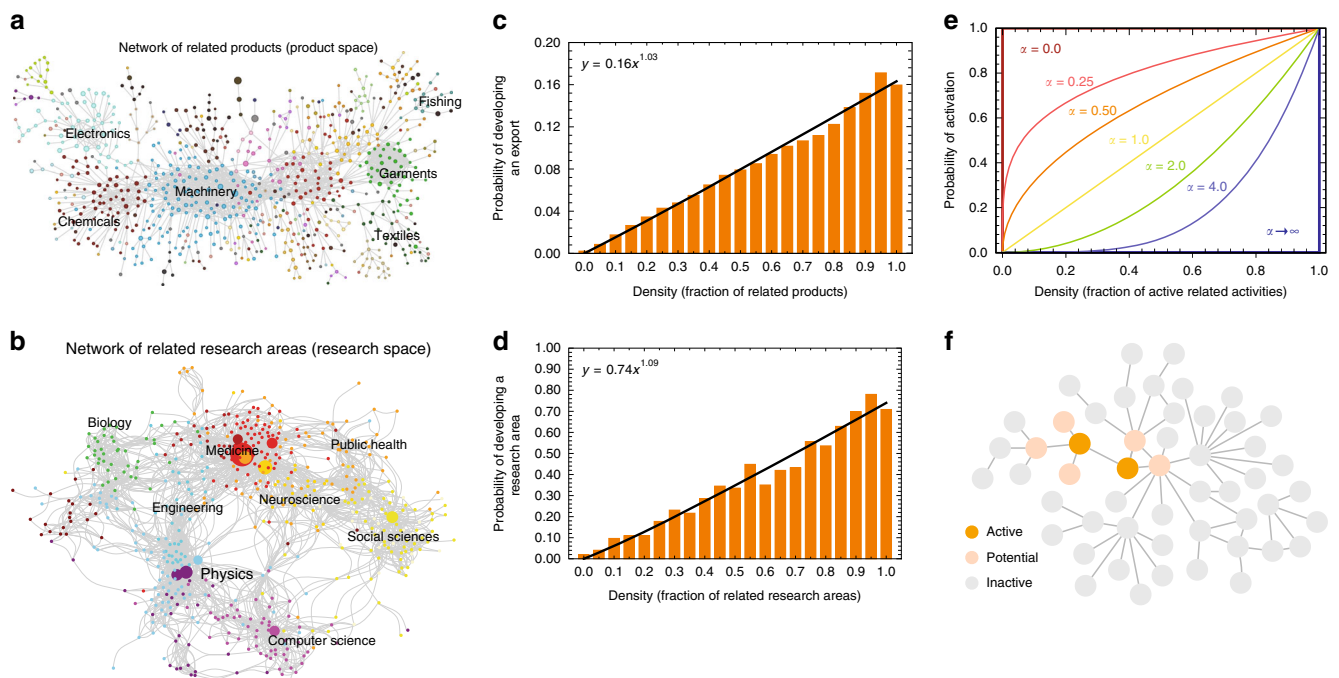 a
Network of related products (product space)
Fishing
Electronics
Garments
Machinery
Chemicals
Textiles
b
Network of related research areas (research space)
Biology
Public health
Medicine
Neuroscience
Engineering
Social sciences
Physics
Computer science
c
y = 0.16x^1.03
Probability of developing
an export
0.20
0.16
0.12
0.08
0.04
0.00
0.0 0.1 0.2 0.3 0.4 0.5 0.6 0.7 0.8 0.9 1.0
Density (fraction of related products)
d
y = 0.74x^1.09
Probability of developing a
research area
1.00
0.90
0.80
0.70
0.60
0.50
0.40
0.30
0.20
0.10
0.00
0.0 0.1 0.2 0.3 0.4 0.5 0.6 0.7 0.8 0.9 1.0
Density (fraction of related research areas)
e
Probability of activation
1.0
0.8
0.6
0.4
0.2
0.0
α = 0.0
α = 0.25
α = 0.50
α = 1.0
α = 2.0
α = 4.0
α → ∞
0.0 0.2 0.4 0.6 0.8 1.0
Density (fraction of active related activities)
f
Active
Potential
Inactive